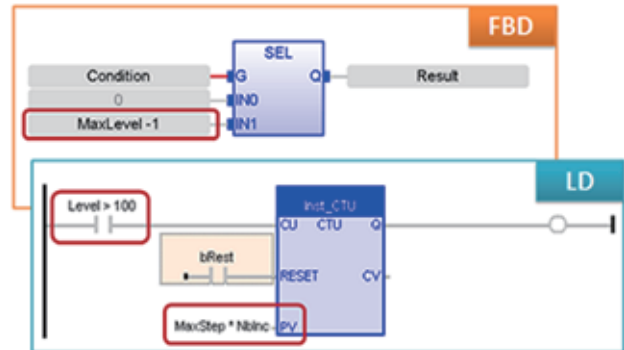 FBD
SEL
Condition G Q Result
0 IN0
MaxLevel -1 IN1
LD
Level > 100
Inst_CTU
CU CTU Q
bRest
RESET CV
MaxStep * NbInc PV